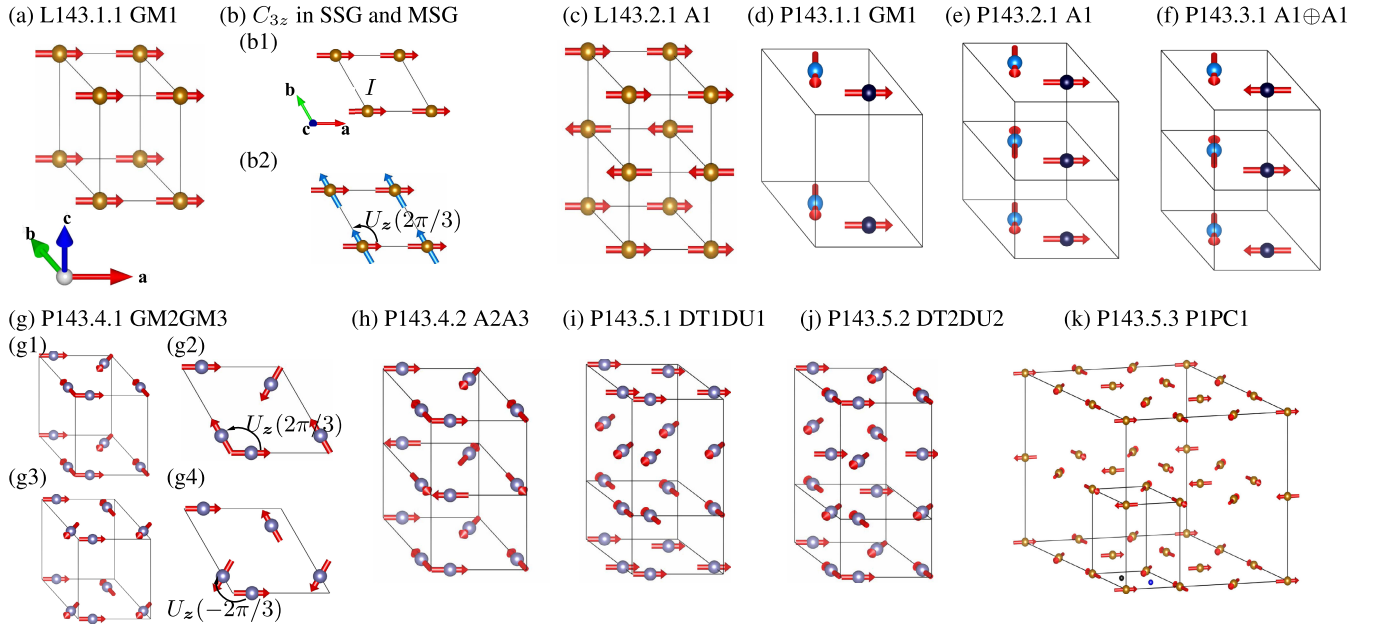 (a) L143.1.1 GM1
(b) C3z in SSG and MSG
(c) L143.2.1 A1
(d) P143.1.1 GM1
(e) P143.2.1 A1
(f) P143.3.1 A1⊕A1
(b1)
I
b
c
a
(b2)
Uz(2π/3)
c
b
a
(g) P143.4.1 GM2GM3
(h) P143.4.2 A2A3
(i) P143.5.1 DT1DU1
(j) P143.5.2 DT2DU2
(k) P143.5.3 P1PC1
(g1)
(g2)
Uz(2π/3)
(g3)
(g4)
Uz(−2π/3)